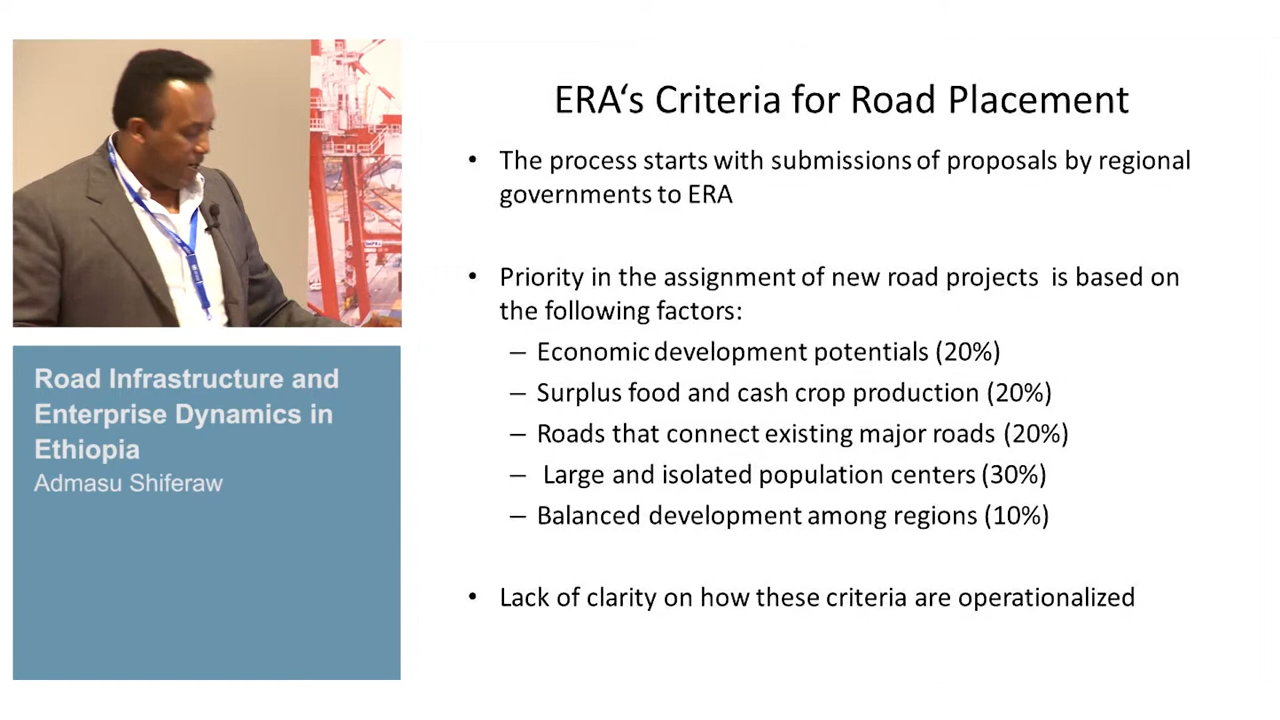 ERA‘s Criteria for Road Placement
• The process starts with submissions of proposals by regional
governments to ERA
• Priority in the assignment of new road projects is based on
the following factors:
– Economic development potentials (20%)
– Surplus food and cash crop production (20%)
– Roads that connect existing major roads (20%)
– Large and isolated population centers (30%)
– Balanced development among regions (10%)
• Lack of clarity on how these criteria are operationalized
Road Infrastructure and
Enterprise Dynamics in
Ethiopia
Admasu Shiferaw